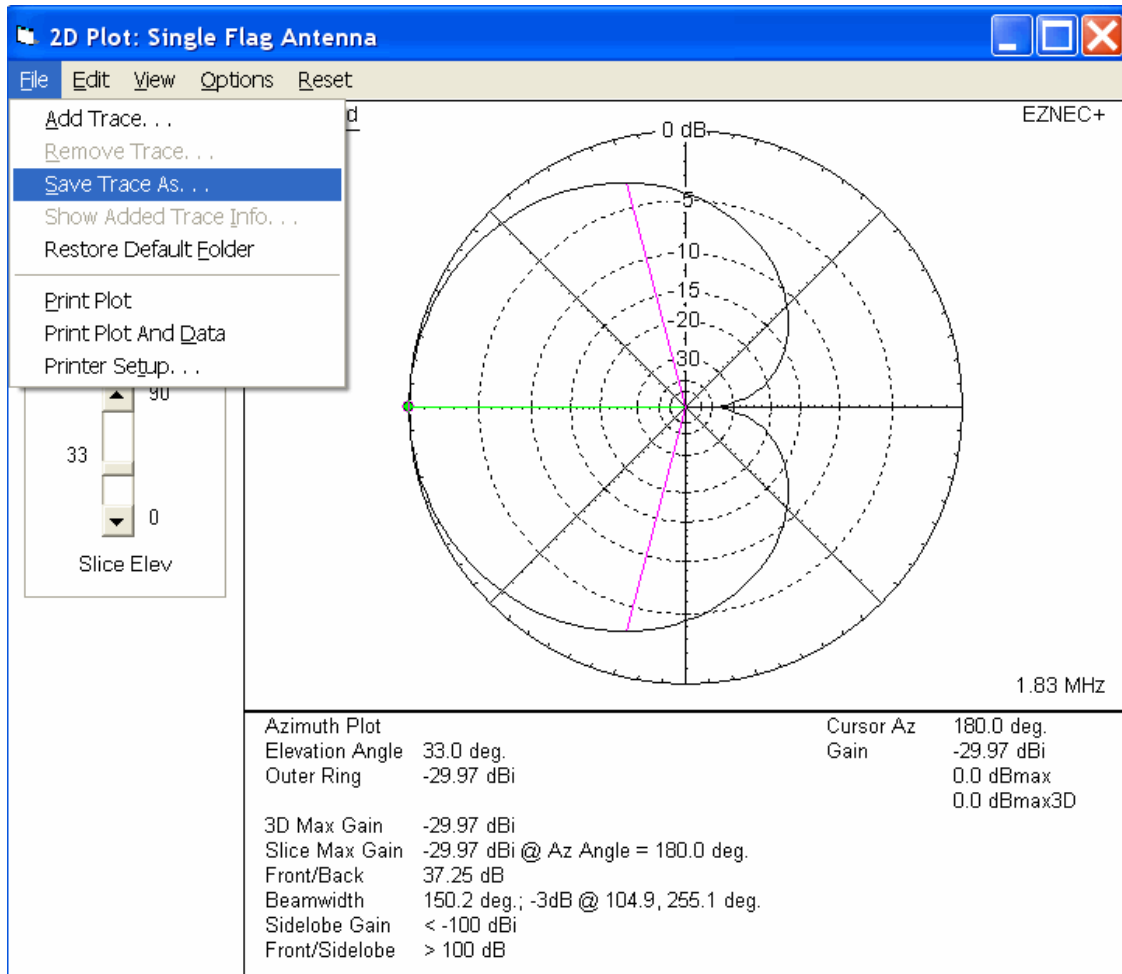 2D Plot: Single Flag Antenna
File Edit View Options Reset
Add Trace. . .
Remove Trace. . .
Save Trace As. . .
Show Added Trace Info. . .
Restore Default Folder
Print Plot
Print Plot And Data
Printer Setup. . .
d
EZNEC+
0 dB
-5
-10
-15
-20
-30
90
33
0
Slice Elev
1.83 MHz
Azimuth Plot
Elevation Angle 33.0 deg.
Outer Ring -29.97 dBi
3D Max Gain -29.97 dBi
Slice Max Gain -29.97 dBi @ Az Angle = 180.0 deg.
Front/Back 37.25 dB
Beamwidth 150.2 deg.; -3dB @ 104.9, 255.1 deg.
Sidelobe Gain < -100 dBi
Front/Sidelobe > 100 dB
Cursor Az 180.0 deg.
Gain -29.97 dBi
0.0 dBmax
0.0 dBmax3D